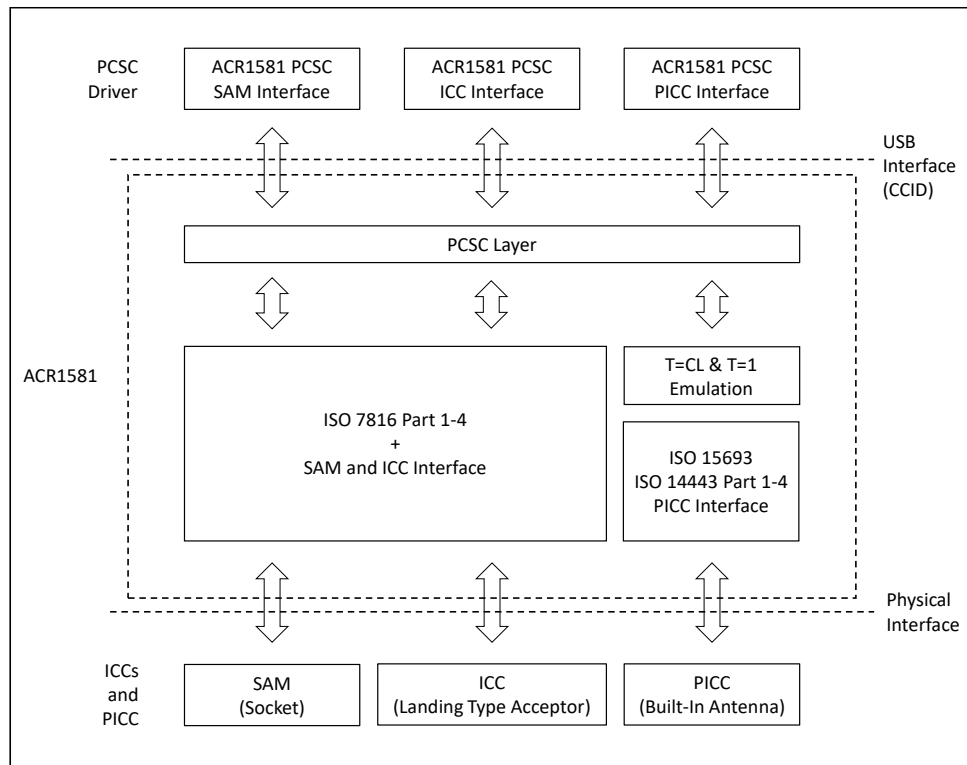 PCSC
Driver
ACR1581 PCSC
SAM Interface
ACR1581 PCSC
ICC Interface
ACR1581 PCSC
PICC Interface
USB
Interface
(CCID)
PCSC Layer
ACR1581
ISO 7816 Part 1-4
+
SAM and ICC Interface
T=CL & T=1
Emulation
ISO 15693
ISO 14443 Part 1-4
PICC Interface
Physical
Interface
ICCs
and
PICC
SAM
(Socket)
ICC
(Landing Type Acceptor)
PICC
(Built-In Antenna)